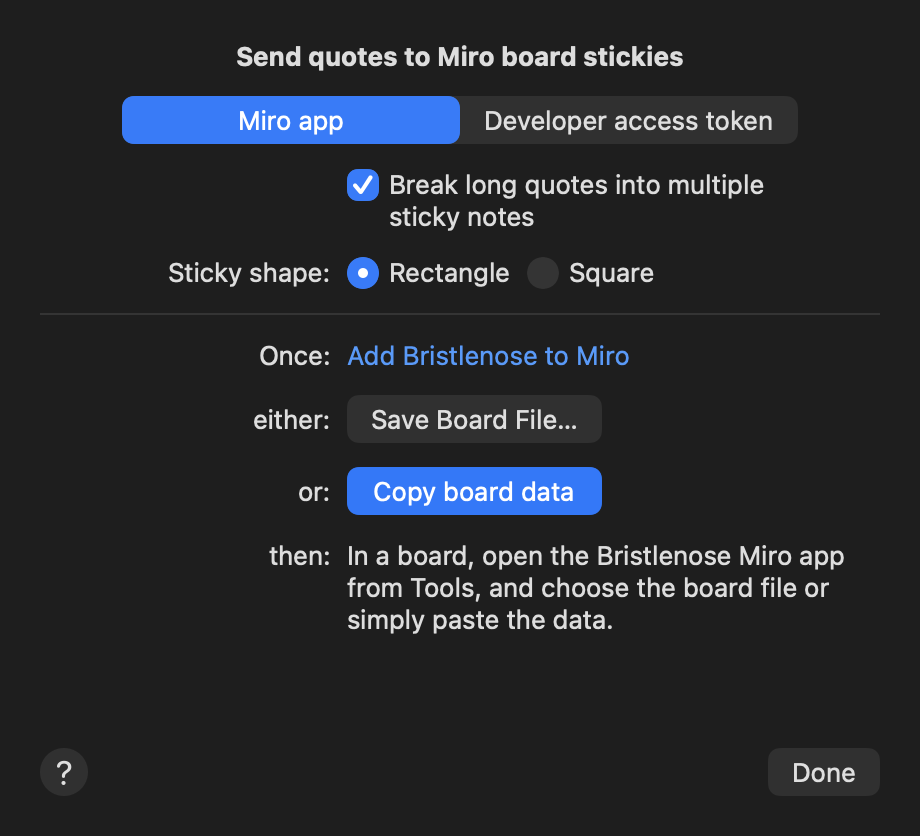 Send quotes to Miro board stickies
Miro app
Developer access token
Break long quotes into multiple
sticky notes
Sticky shape: Rectangle Square
Once: Add Bristlenose to Miro
either: Save Board File...
or: Copy board data
then: In a board, open the Bristlenose Miro app
from Tools, and choose the board file or
simply paste the data.
? Done